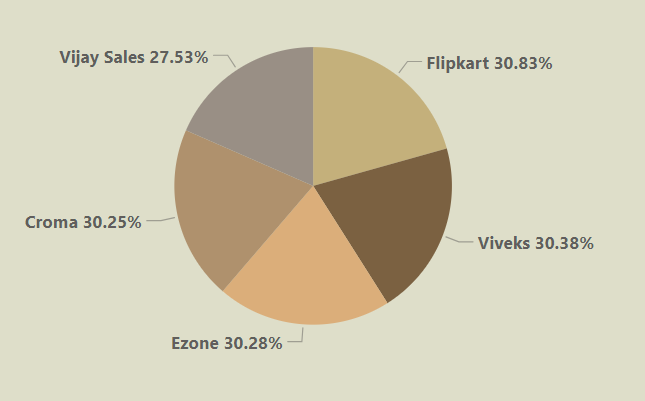 Vijay Sales 27.53%
Flipkart 30.83%
Croma 30.25%
Viveks 30.38%
Ezone 30.28%